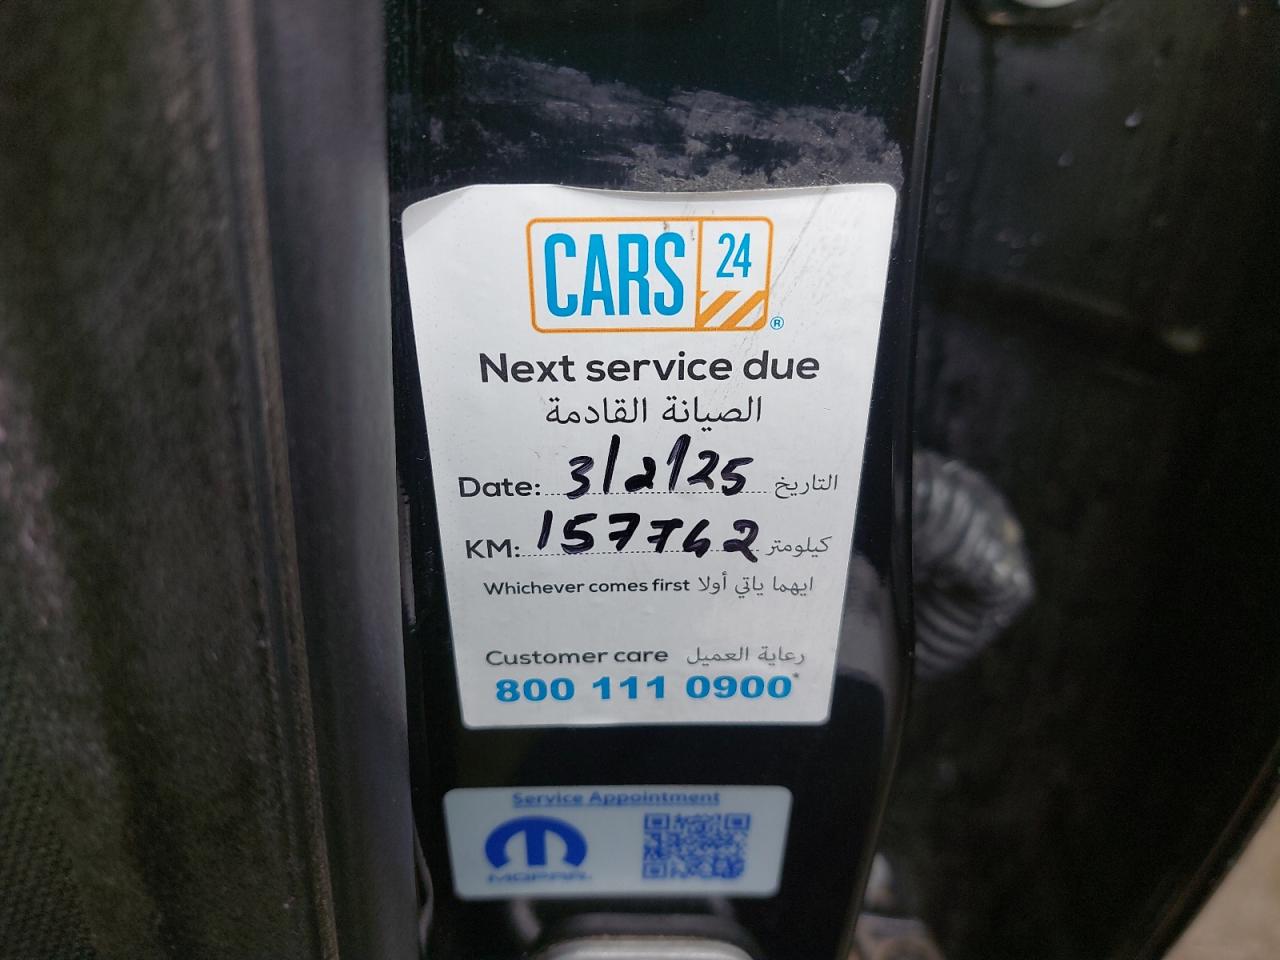 CARS 24 ®
Next service due
الصيانة القادمة
Date: 3/2/25 التاريخ
KM: 157762 كيلومتر
Whichever comes first ايهما ياتي أولا
Customer care رعاية العميل
800 111 0900*
Service Appointment
MOPAR.